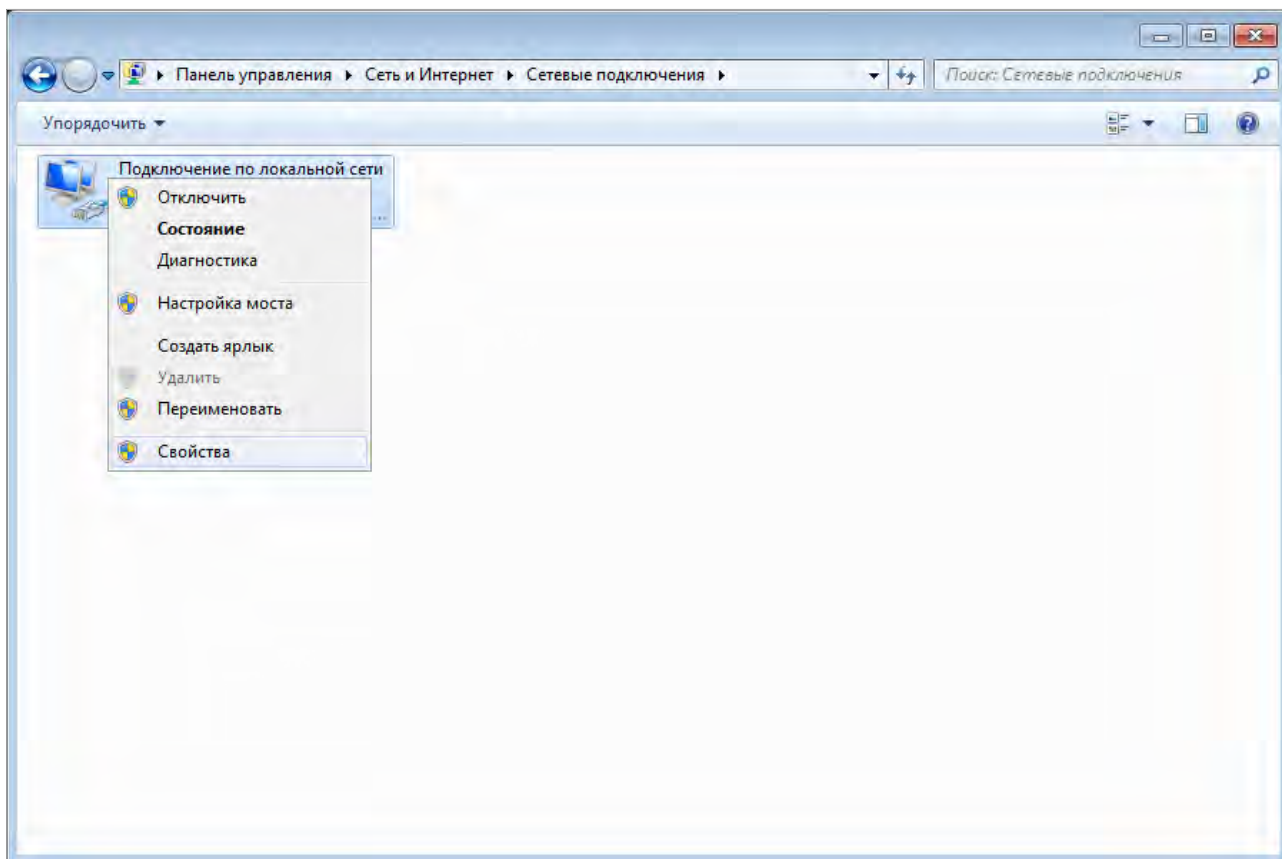 Панель управления Сеть и Интернет Сетевые подключения Поиск: Сетевые подключения
Упорядочить
Подключение по локальной сети
Отключить
...
Состояние
Диагностика
Настройка моста
Создать ярлык
Удалить
Переименовать
Свойства